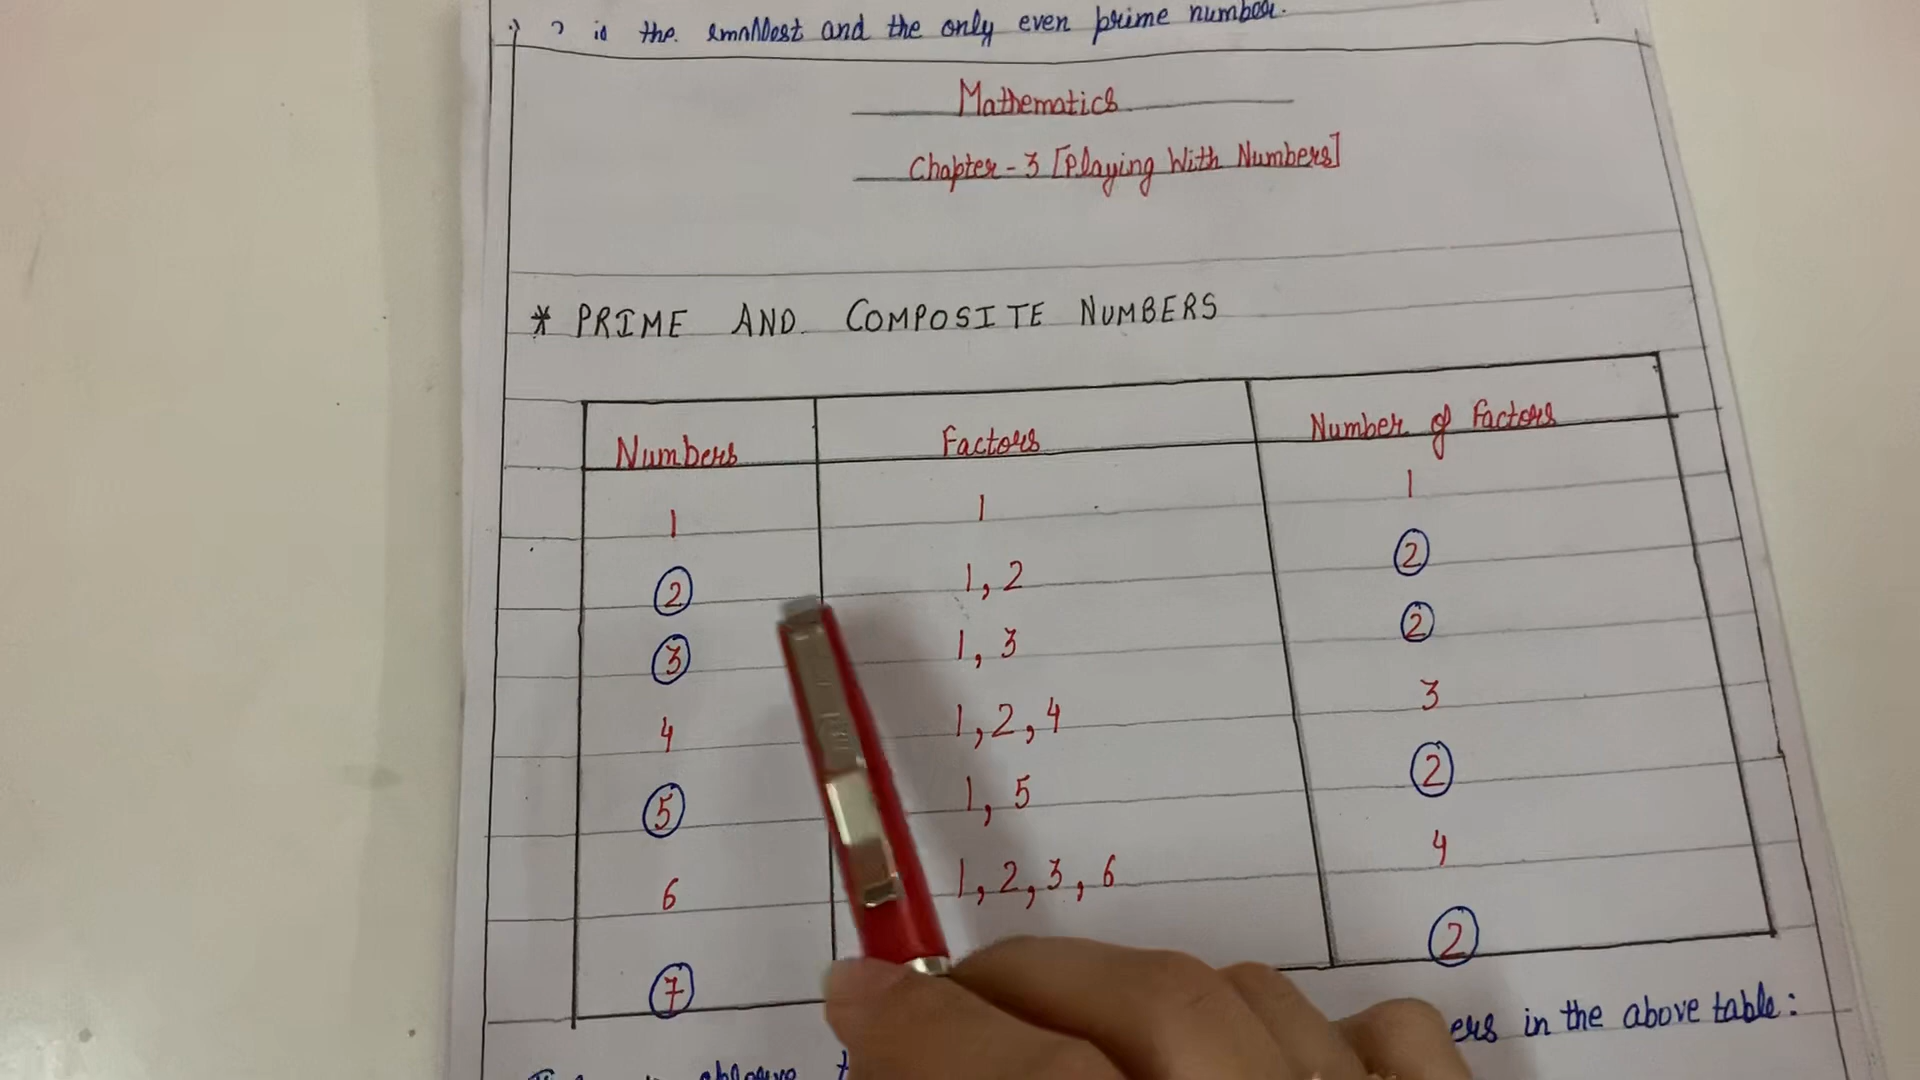 2 is the smallest and the only even prime number.
Mathematics
Chapter - 3 [Playing With Numbers]
* PRIME AND COMPOSITE NUMBERS
Numbers Factors Number of Factors
1 1 1
2 1, 2 2
3 1, 3 2
4 1, 2, 4 3
5 1, 5 2
6 1, 2, 3, 6 4
7 2
in the above table: